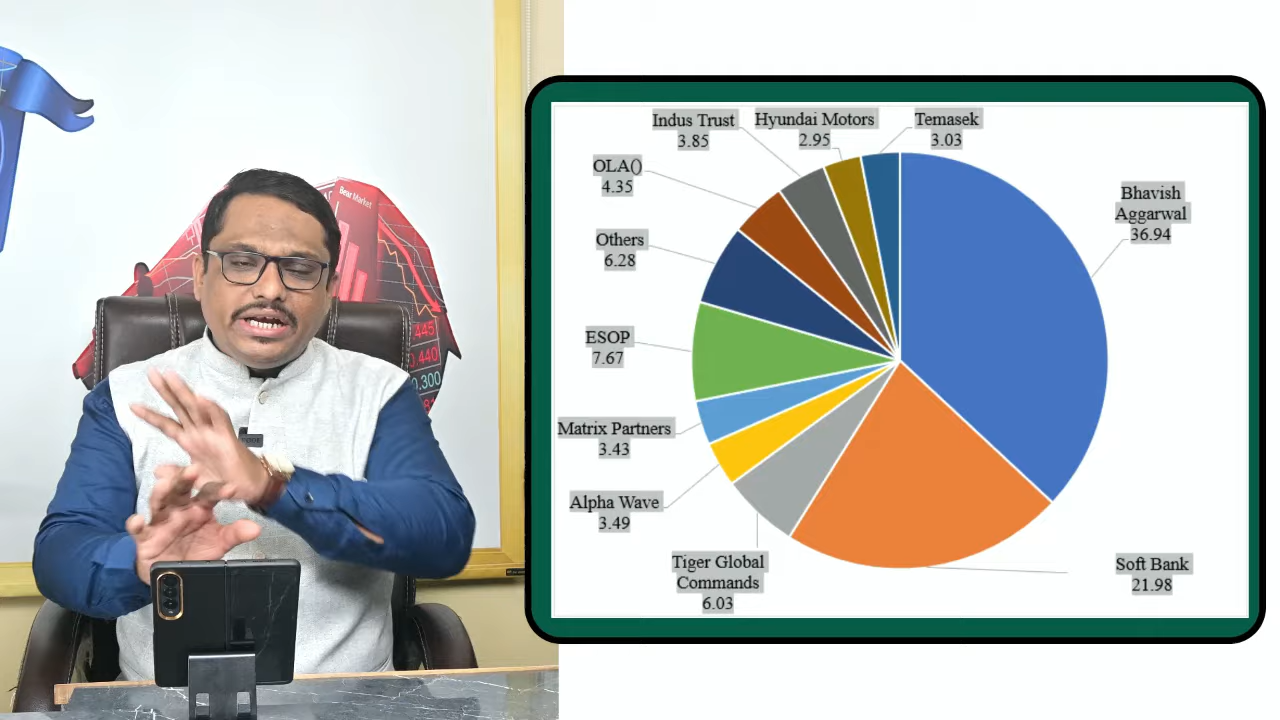 Bear Market
445
0.440
0.300
Indus Trust
3.85
Hyundai Motors
2.95
Temasek
3.03
OLA()
4.35
Bhavish
Aggarwal
36.94
Others
6.28
ESOP
7.67
Matrix Partners
3.43
Alpha Wave
3.49
Tiger Global
Commands
6.03
Soft Bank
21.98